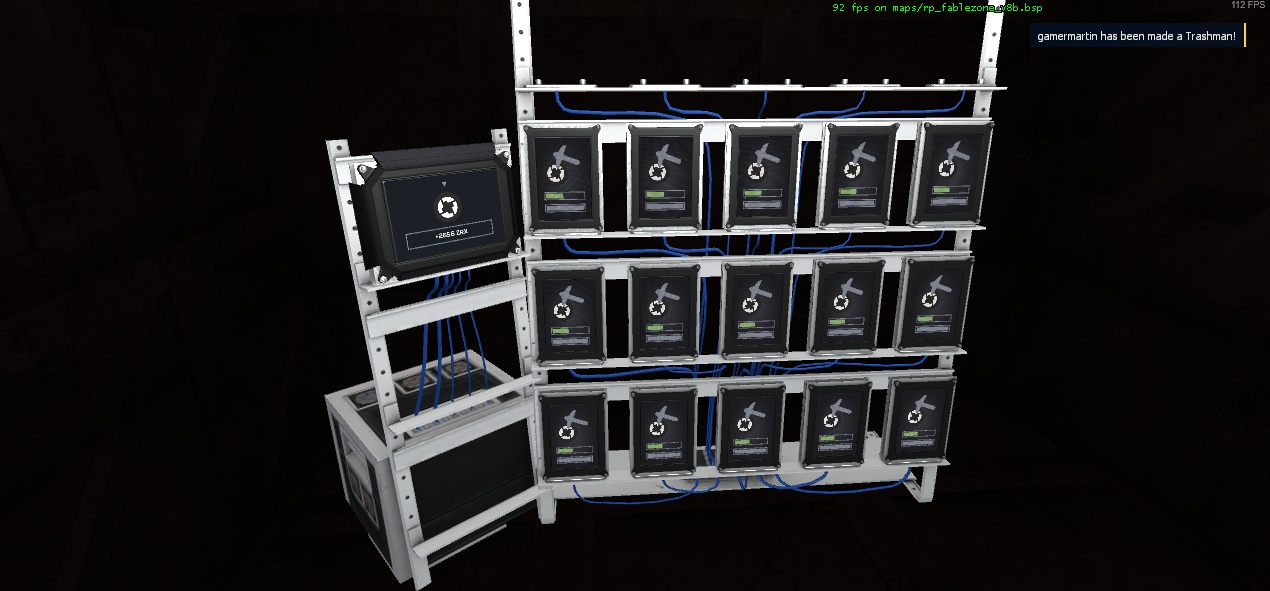 92 fps on maps/rp_fablezone_v8b.bsp
112 FPS
gamermartin has been made a Trashman!
+2656 ZRX